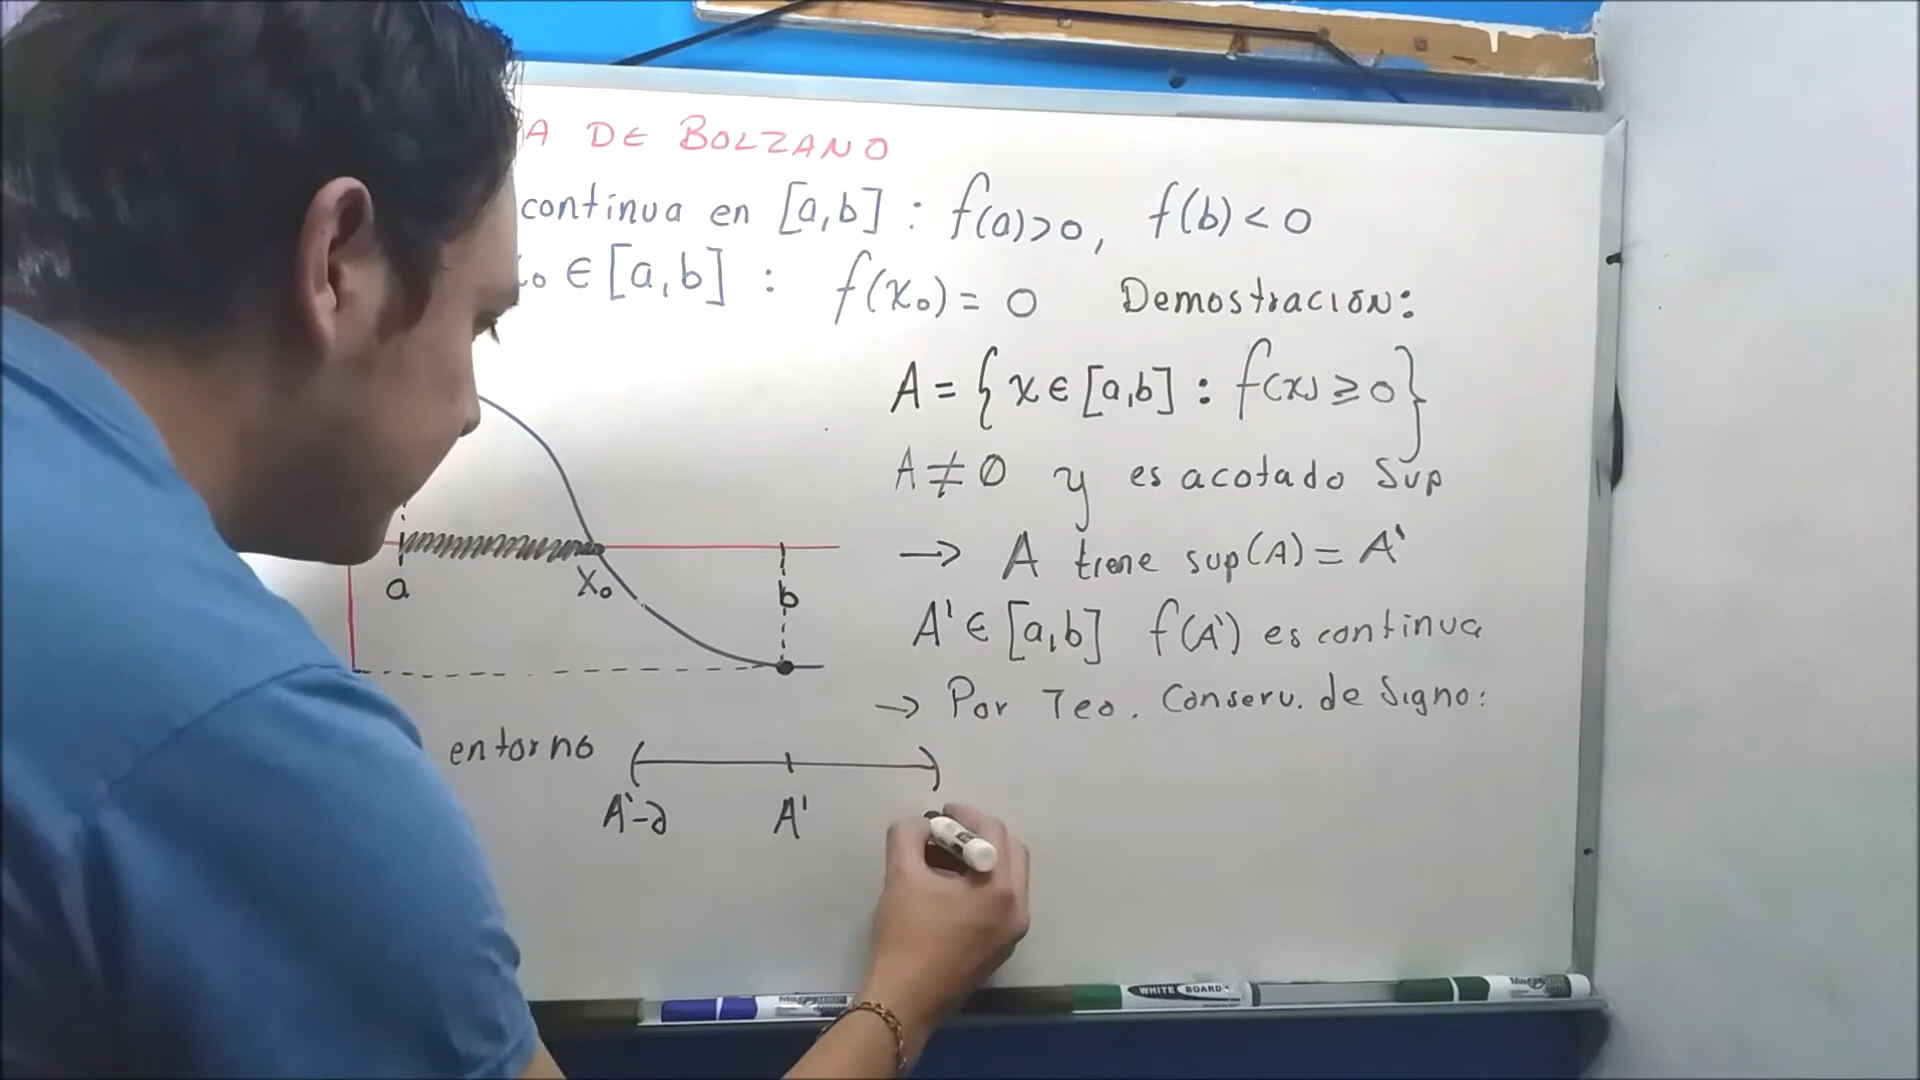 A DE BOLZANO
continua en [a,b] : f(a)>0, f(b)<0
x₀ ∈ [a,b] : f(x₀) = 0 Demostración:
A = {x ∈ [a,b] : f(x) ≥ 0}
A ≠ ∅ y es acotado Sup
→ A tiene sup(A) = A'
A' ∈ [a,b] f(A') es continua
→ Por Teo. Conserv. de Signo:
a x₀ b
entorno
A'-∂ A'
WHITE BOARD